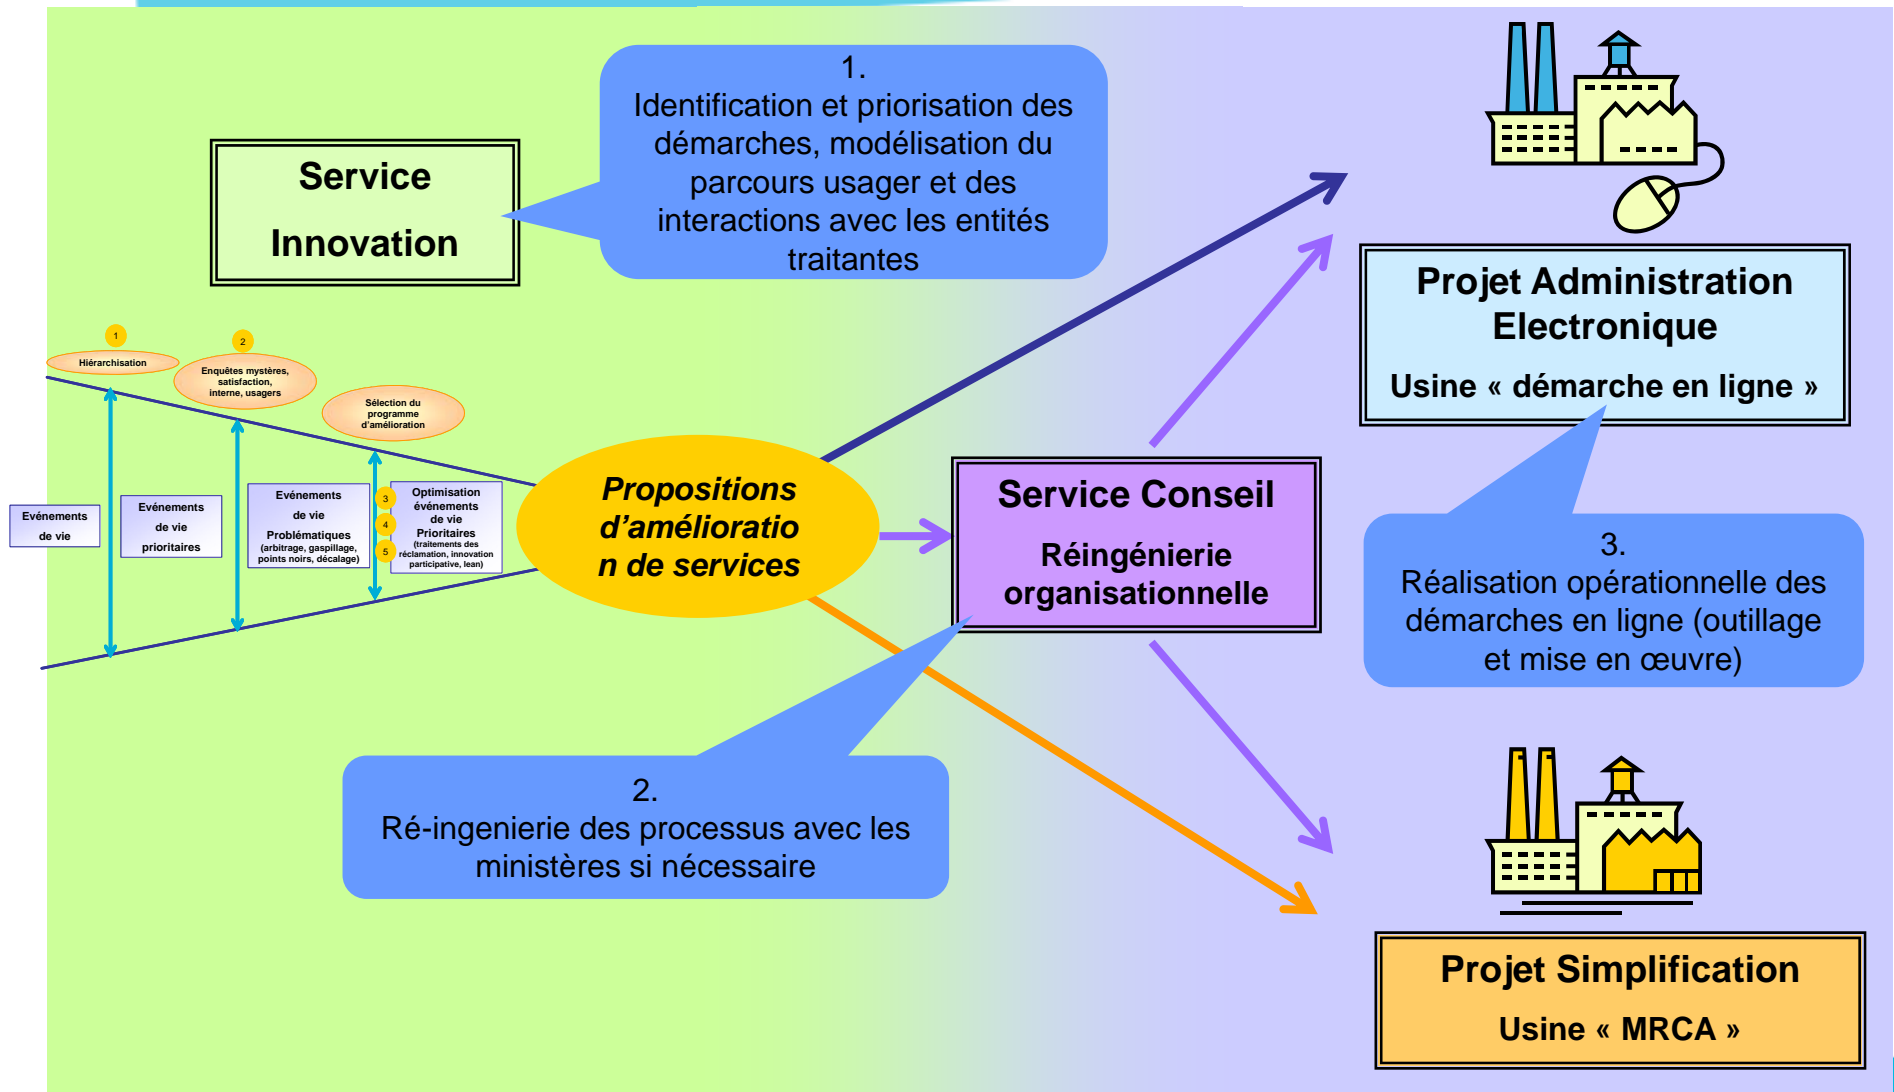 1.
Identification et priorisation des
démarches, modélisation du
parcours usager et des
interactions avec les entités
traitantes
Service
Innovation
Projet Administration
Electronique
Usine « démarche en ligne »
1
Hiérarchisation
2
Enquêtes mystères,
satisfaction,
interne, usagers
Sélection du
programme
d’amélioration
Evénements
de vie
Evénements
de vie
prioritaires
Evénements
de vie
Problématiques
(arbitrage, gaspillage,
points noirs, décalage)
3
4
5
Optimisation
événements
de vie
Prioritaires
(traitements des
réclamation, innovation
participative, lean)
Propositions
d’amélioratio
n de services
Service Conseil
Réingénierie
organisationnelle
3.
Réalisation opérationnelle des
démarches en ligne (outillage
et mise en œuvre)
2.
Ré-ingenierie des processus avec les
ministères si nécessaire
Projet Simplification
Usine « MRCA »